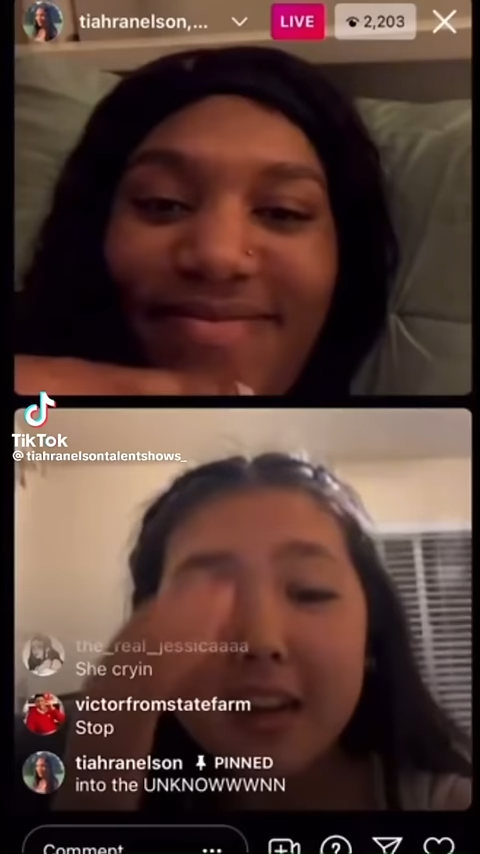 tiahranelson,... LIVE 2,203
TikTok
@tiahranelsontalentshows_
the_real_jessicaaaa
She cryin
victorfromstatefarm
Stop
tiahranelson PINNED
into the UNKNOWWWNN
Comment ...